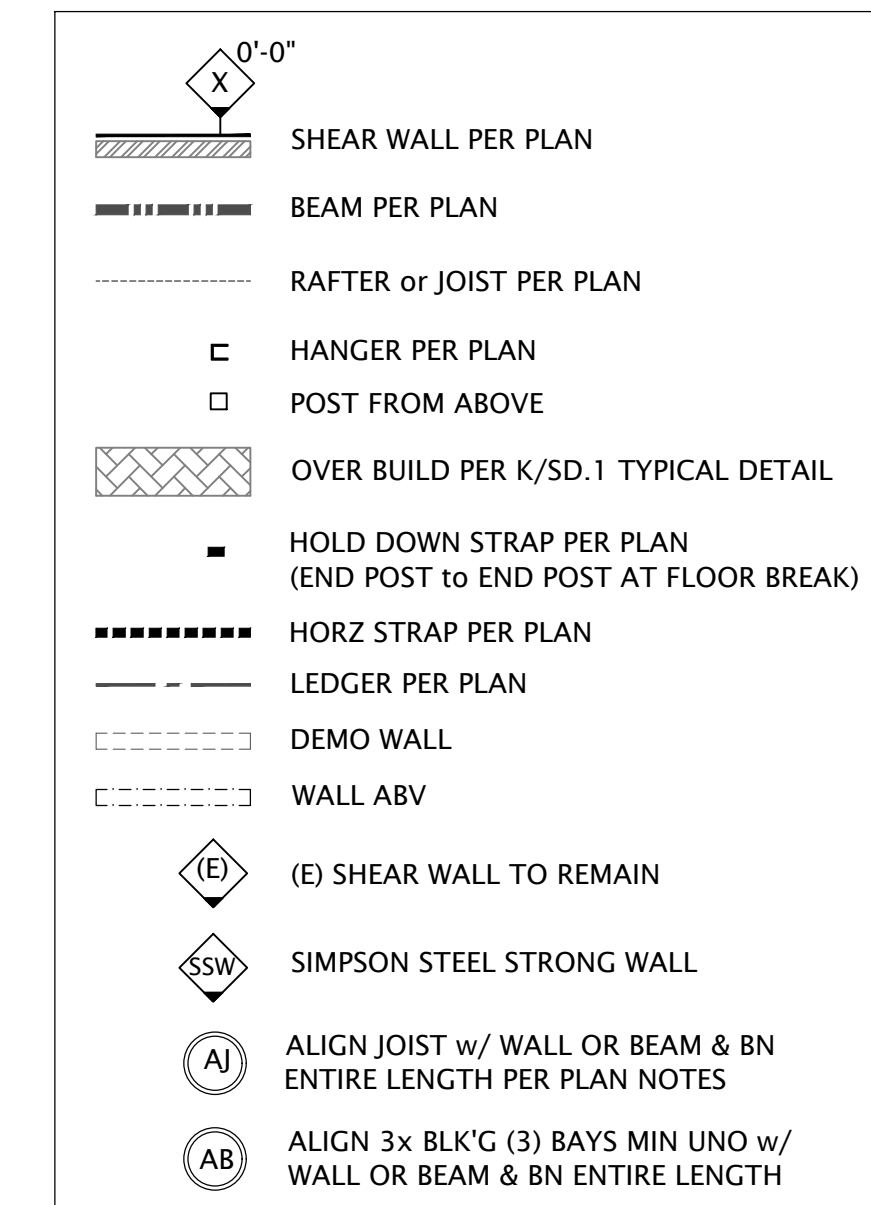 0'-0"
X
SHEAR WALL PER PLAN
BEAM PER PLAN
RAFTER or JOIST PER PLAN
HANGER PER PLAN
POST FROM ABOVE
OVER BUILD PER K/SD.1 TYPICAL DETAIL
HOLD DOWN STRAP PER PLAN
(END POST to END POST AT FLOOR BREAK)
HORZ STRAP PER PLAN
LEDGER PER PLAN
DEMO WALL
WALL ABV
(E) (E) SHEAR WALL TO REMAIN
SSW SIMPSON STEEL STRONG WALL
AJ ALIGN JOIST w/ WALL OR BEAM & BN
ENTIRE LENGTH PER PLAN NOTES
AB ALIGN 3x BLK'G (3) BAYS MIN UNO w/
WALL OR BEAM & BN ENTIRE LENGTH